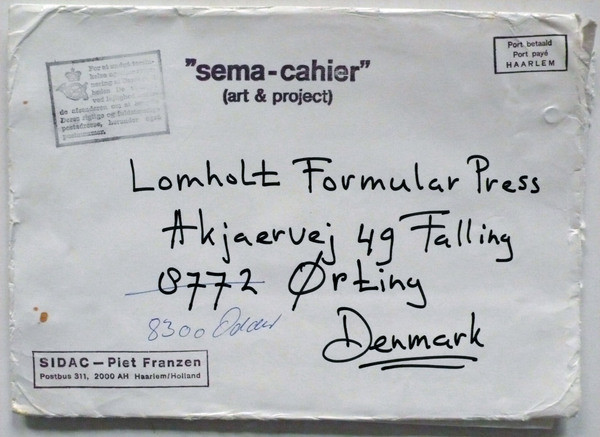 "sema-cahier"
(art & project)
Port betaald
Port payé
HAARLEM
Lomholt Formular Press
Akjaervej 49 Falling
8772 Ørting
8300 Odder
Denmark
SIDAC – Piet Franzen
Postbus 311, 2000 AH Haarlem/Holland